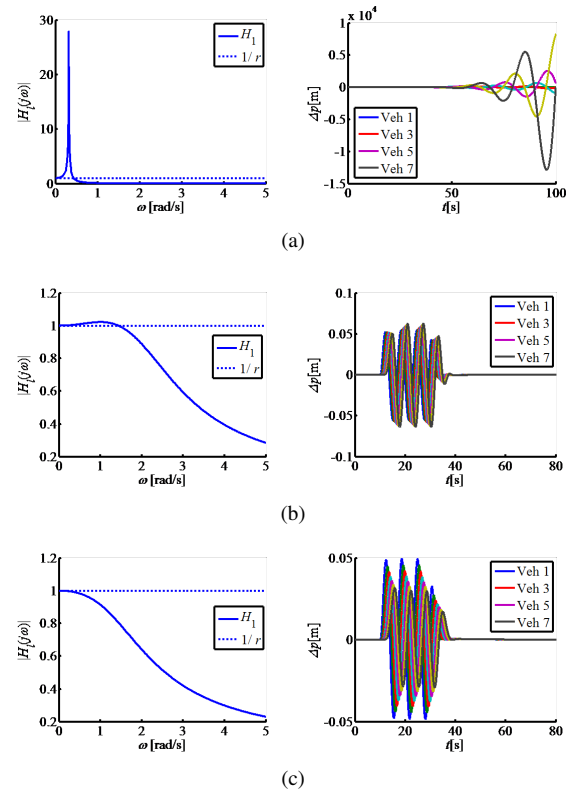 30
20
10
0
0 1 2 3 4 5
|H_i(jω)|
ω [rad/s]
H_1
1/ r
x 10^4
1
0.5
0
-0.5
-1
-1.5
0 50 100
Δp[m]
t[s]
Veh 1
Veh 3
Veh 5
Veh 7
(a)
1.2
1
0.8
0.6
0.4
0.2
0 1 2 3 4 5
|H_i(jω)|
ω [rad/s]
H_1
1/ r
0.1
0.05
0
-0.05
-0.1
0 20 40 60 80
Δp[m]
t[s]
Veh 1
Veh 3
Veh 5
Veh 7
(b)
1.2
1
0.8
0.6
0.4
0.2
0 1 2 3 4 5
|H_i(jω)|
ω [rad/s]
H_1
1/ r
0.05
0
-0.05
0 20 40 60 80
Δp[m]
t[s]
Veh 1
Veh 3
Veh 5
Veh 7
(c)